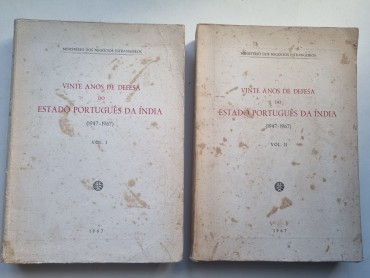 MINISTÉRIO DOS NEGÓCIOS ESTRANGEIROS
VINTE ANOS DE DEFESA
DO
ESTADO PORTUGUÊS DA ÍNDIA
(1947-1967)
VOL. I
1967
MINISTÉRIO DOS NEGÓCIOS ESTRANGEIROS
VINTE ANOS DE DEFESA
DO
ESTADO PORTUGUÊS DA ÍNDIA
(1947-1967)
VOL. II
1967